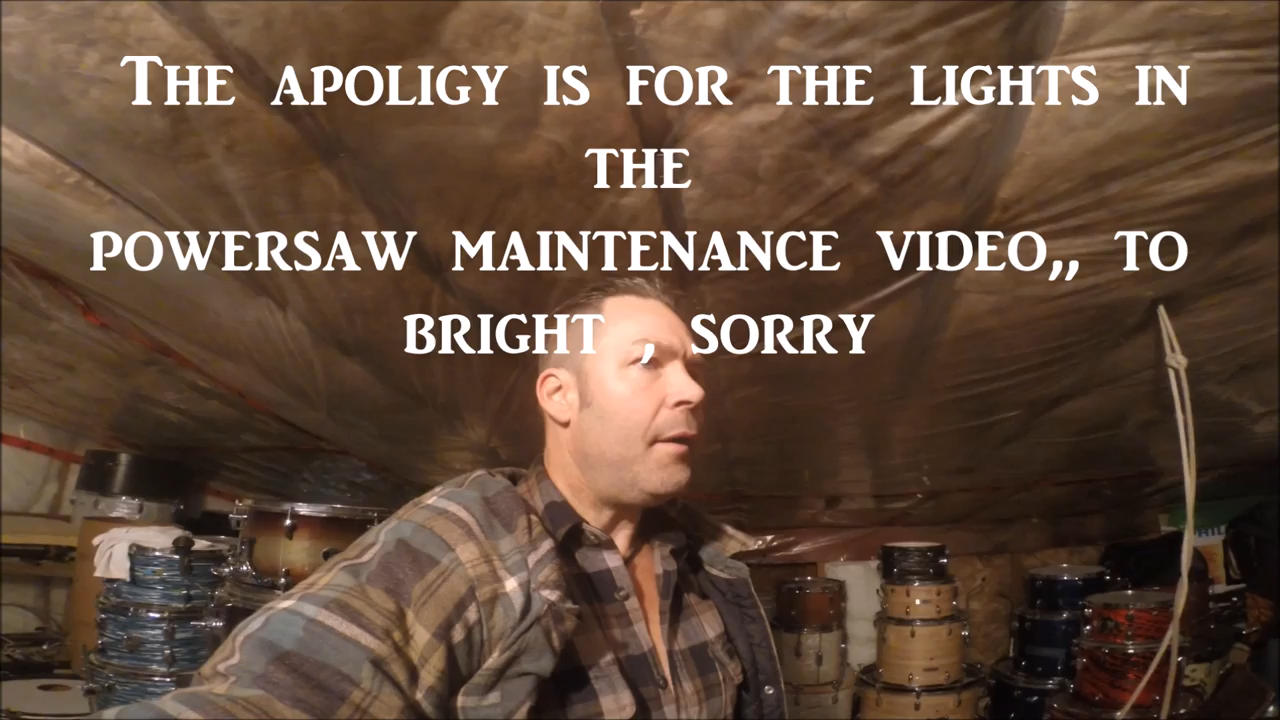 The apoligy is for the lights in
the
powersaw maintenance video,, to
bright , sorry